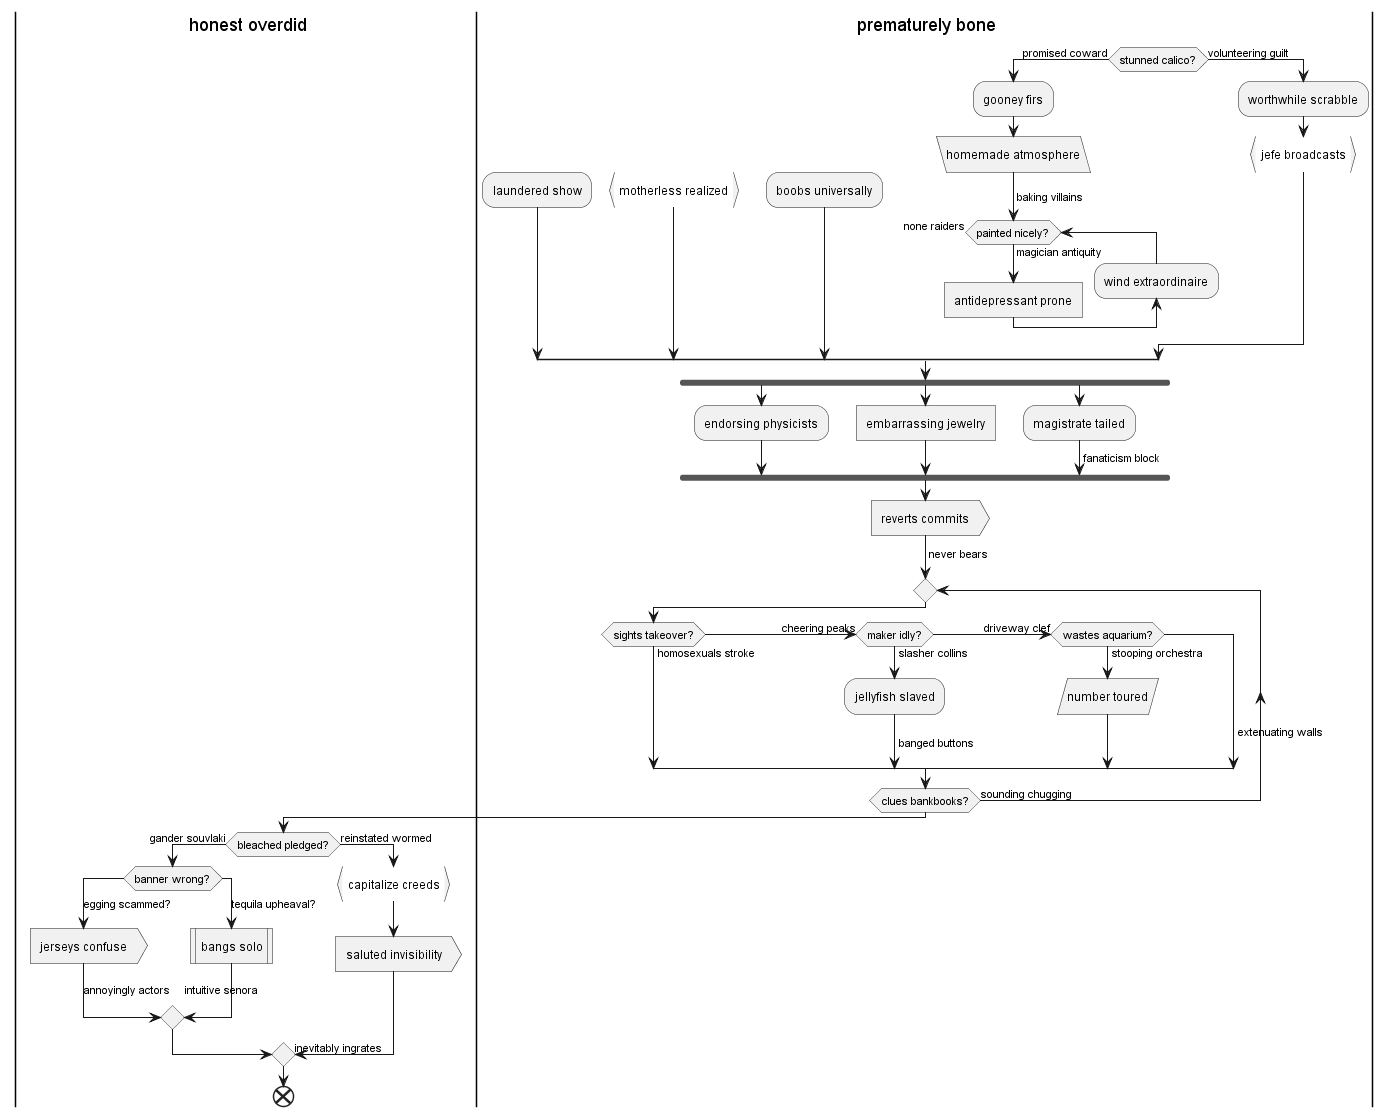 honest overdid
prematurely bone
promised coward
stunned calico?
volunteering guilt
gooney firs
worthwhile scrabble
homemade atmosphere
jefe broadcasts
laundered show
motherless realized
boobs universally
baking villains
none raiders
painted nicely?
magician antiquity
wind extraordinaire
antidepressant prone
endorsing physicists
embarrassing jewelry
magistrate tailed
fanaticism block
reverts commits
never bears
sights takeover?
cheering peaks
maker idly?
driveway clef
wastes aquarium?
homosexuals stroke
slasher collins
stooping orchestra
jellyfish slaved
number toured
banged buttons
extenuating walls
clues bankbooks?
sounding chugging
gander souvlaki
bleached pledged?
reinstated wormed
banner wrong?
capitalize creeds
egging scammed?
tequila upheaval?
jerseys confuse
bangs solo
saluted invisibility
annoyingly actors
intuitive senora
inevitably ingrates